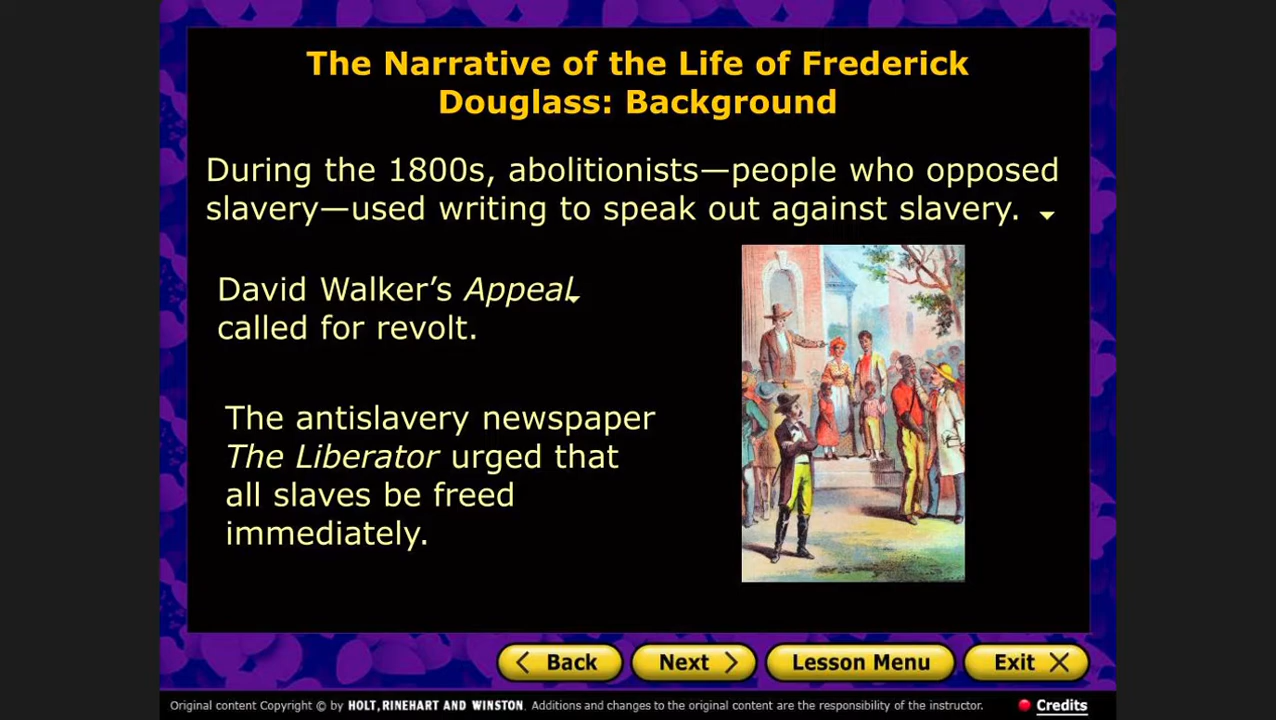 The Narrative of the Life of Frederick
Douglass: Background
During the 1800s, abolitionists—people who opposed
slavery—used writing to speak out against slavery.
David Walker’s Appeal
called for revolt.
The antislavery newspaper
The Liberator urged that
all slaves be freed
immediately.
Back Next Lesson Menu Exit
Original content Copyright © by HOLT, RINEHART AND WINSTON. Additions and changes to the original content are the responsibility of the instructor. Credits